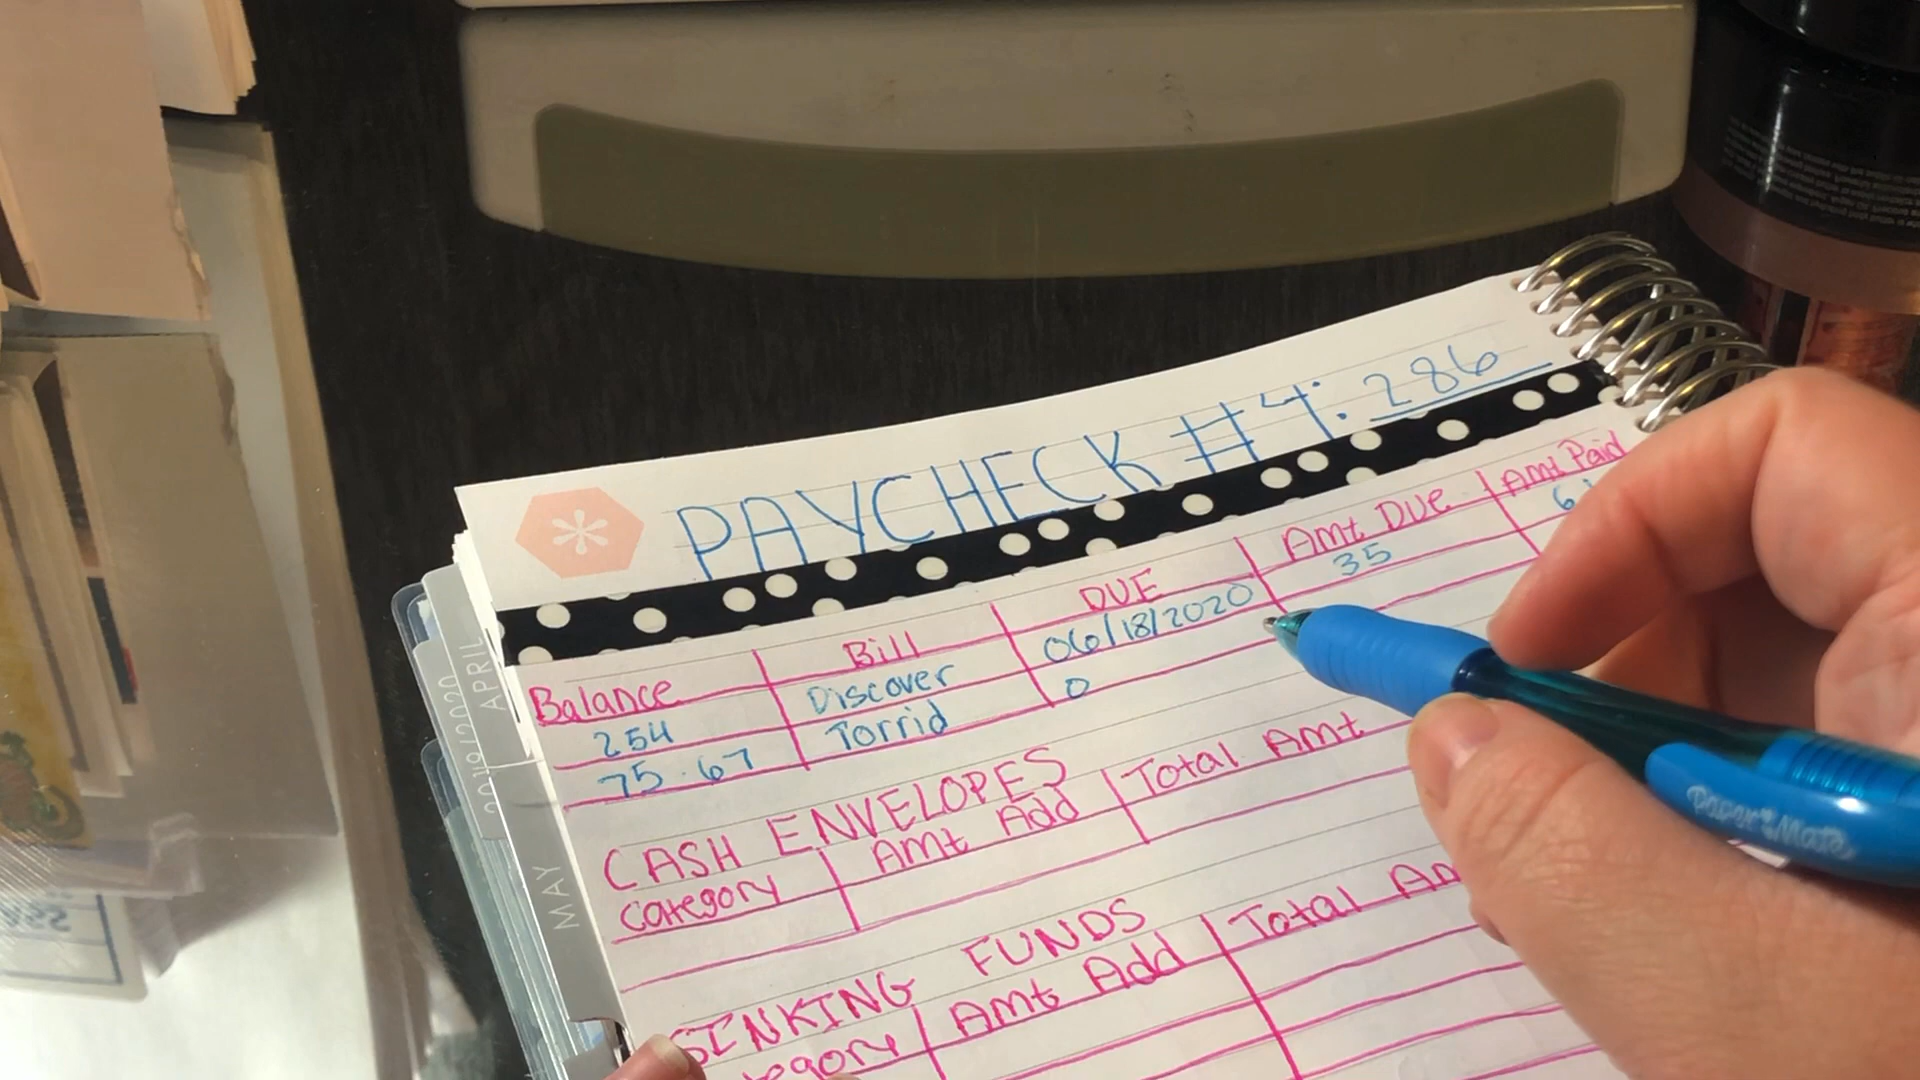 PAYCHECK #4: 286
Balance Bill DUE Amt DUE Amt Paid
254 Discover 06/18/2020 35
75.67 Torrid 0
CASH ENVELOPES
Category Amt Add Total Amt
SINKING FUNDS
Amt Add Total
APRIL
MAY
Paper Mate